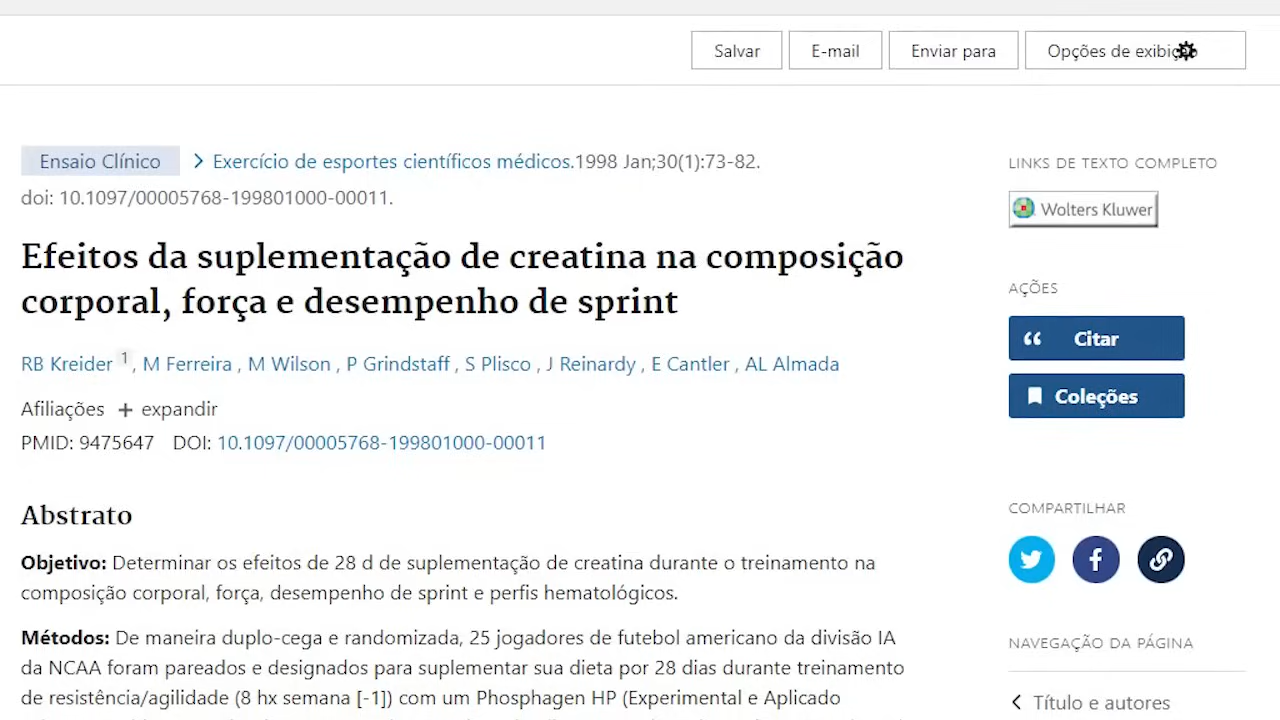 Salvar
E-mail
Enviar para
Opções de exibição
Ensaio Clínico
Exercício de esportes científicos médicos.1998 Jan;30(1):73-82.
doi: 10.1097/00005768-199801000-00011.
Efeitos da suplementação de creatina na composição
corporal, força e desempenho de sprint
RB Kreider 1 , M Ferreira , M Wilson , P Grindstaff , S Plisco , J Reinardy , E Cantler , AL Almada
Afiliações + expandir
PMID: 9475647 DOI: 10.1097/00005768-199801000-00011
Abstrato
Objetivo: Determinar os efeitos de 28 d de suplementação de creatina durante o treinamento na
composição corporal, força, desempenho de sprint e perfis hematológicos.
Métodos: De maneira duplo-cega e randomizada, 25 jogadores de futebol americano da divisão IA
da NCAA foram pareados e designados para suplementar sua dieta por 28 dias durante treinamento
de resistência/agilidade (8 hx semana [-1]) com um Phosphagen HP (Experimental e Aplicado
LINKS DE TEXTO COMPLETO
Wolters Kluwer
AÇÕES
Citar
Coleções
COMPARTILHAR
NAVEGAÇÃO DA PÁGINA
Título e autores